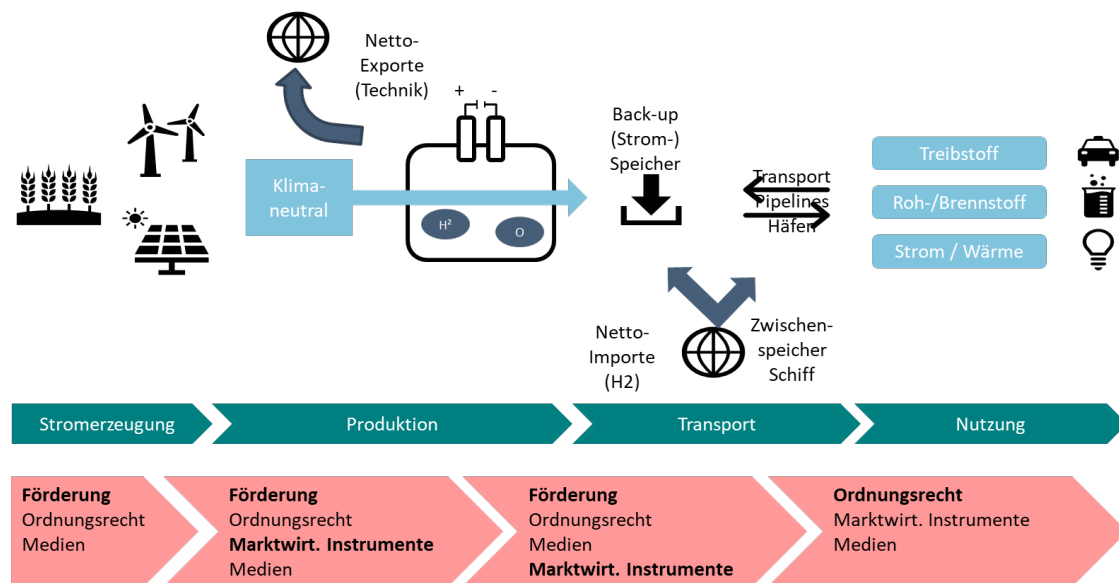 Netto-
Exporte
(Technik)
+ -
Klima-
neutral
H²
O
Back-up
(Strom-)
Speicher
Transport
Pipelines
Häfen
Treibstoff
Roh-/Brennstoff
Strom / Wärme
Netto-
Importe
(H2)
Zwischen-
speicher
Schiff
Stromerzeugung
Produktion
Transport
Nutzung
Förderung
Ordnungsrecht
Medien
Förderung
Ordnungsrecht
Marktwirt. Instrumente
Medien
Förderung
Ordnungsrecht
Medien
Marktwirt. Instrumente
Ordnungsrecht
Marktwirt. Instrumente
Medien